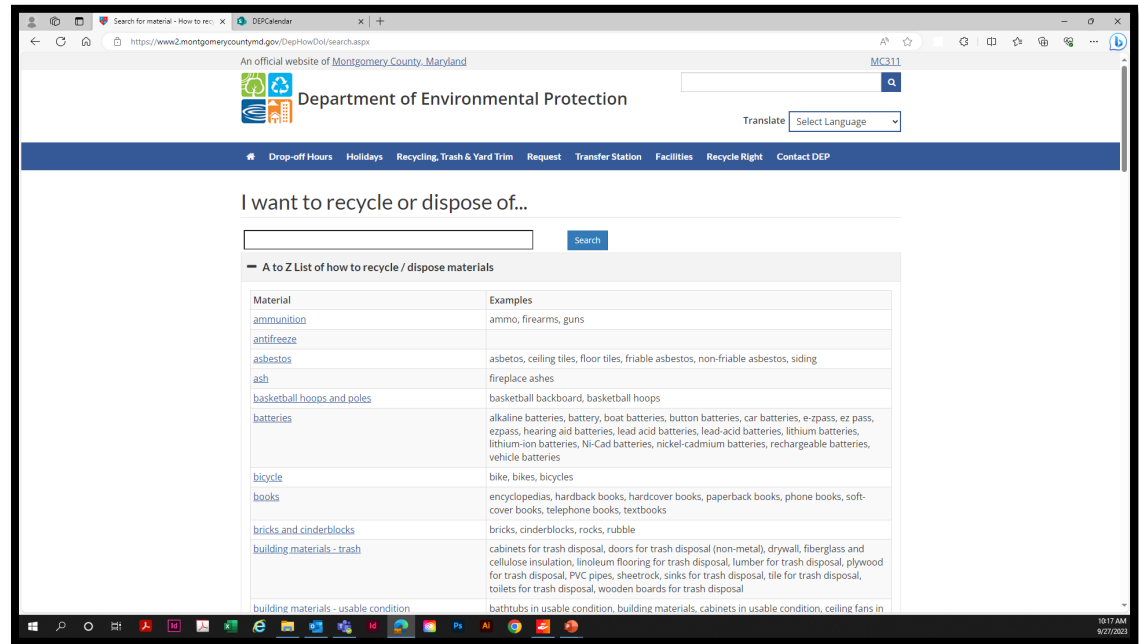 Search for material - How to recy
DEPCalendar
https://www2.montgomerycountymd.gov/DepHowDoI/search.aspx
An official website of Montgomery County, Maryland
MC311
Department of Environmental Protection
Translate
Select Language
Drop-off Hours
Holidays
Recycling, Trash & Yard Trim
Request
Transfer Station
Facilities
Recycle Right
Contact DEP
I want to recycle or dispose of...
Search
A to Z List of how to recycle / dispose materials
Material
Examples
ammunition
ammo, firearms, guns
antifreeze
asbestos
asbetos, ceiling tiles, floor tiles, friable asbestos, non-friable asbestos, siding
ash
fireplace ashes
basketball hoops and poles
basketball backboard, basketball hoops
batteries
alkaline batteries, battery, boat batteries, button batteries, car batteries, e-zpass, ez pass,
ezpass, hearing aid batteries, lead acid batteries, lead-acid batteries, lithium batteries,
lithium-ion batteries, Ni-Cad batteries, nickel-cadmium batteries, rechargeable batteries,
vehicle batteries
bicycle
bike, bikes, bicycles
books
encyclopedias, hardback books, hardcover books, paperback books, phone books, soft-
cover books, telephone books, textbooks
bricks and cinderblocks
bricks, cinderblocks, rocks, rubble
building materials - trash
cabinets for trash disposal, doors for trash disposal (non-metal), drywall, fiberglass and
cellulose insulation, linoleum flooring for trash disposal, lumber for trash disposal, plywood
for trash disposal, PVC pipes, sheetrock, sinks for trash disposal, tile for trash disposal,
toilets for trash disposal, wooden boards for trash disposal
building materials - usable condition
bathtubs in usable condition, building materials, cabinets in usable condition, ceiling fans in
10:17 AM
9/27/2023